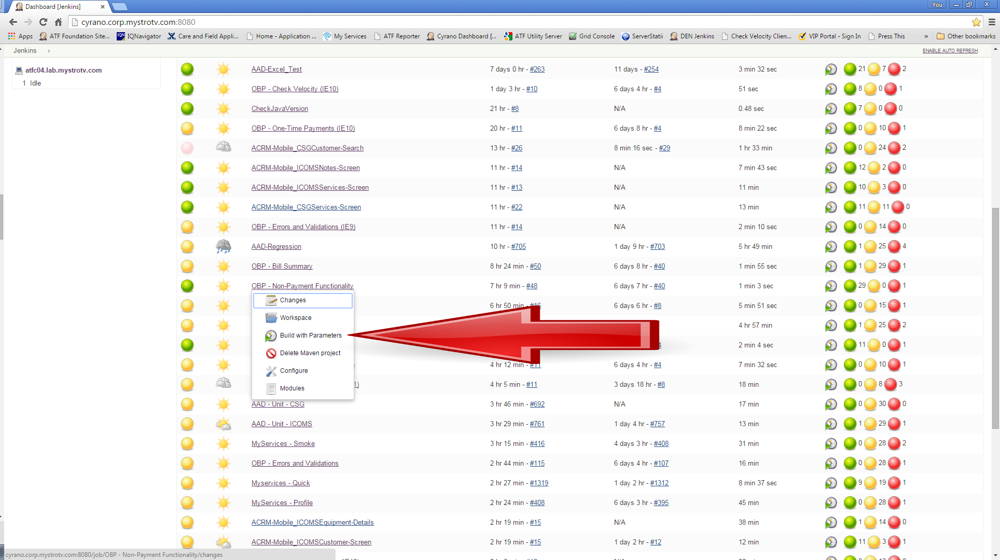 Dashboard [Jenkins]
You
cyrano.corp.mystrotv.com:8080
Apps ATF Foundation Site... IQN IQNavigator Care and Field Appli... Home - Application ... My Services ATF Reporter Cyrano Dashboard [... ATF Utility Server Grid Console ServerStatii DEN Jenkins Check Velocity Clien... VIP Portal - Sign In Press This » Other bookmarks
Jenkins ENABLE AUTO REFRESH
atfc04.lab.mystrotv.com
1 Idle
AAD-Excel_Test 7 days 0 hr - #263 11 days - #254 3 min 32 sec 21 7 2
OBP - Check Velocity (IE10) 1 day 3 hr - #10 6 days 4 hr - #4 51 sec 8 0 1
CheckJavaVersion 21 hr - #8 N/A 0.48 sec 7 0 0
OBP - One-Time Payments (IE10) 20 hr - #11 6 days 8 hr - #4 8 min 22 sec 0 10 1
ACRM-Mobile_CSGCustomer-Search 13 hr - #26 8 min 16 sec - #29 1 hr 33 min 0 24 2
ACRM-Mobile_ICOMSNotes-Screen 11 hr - #14 N/A 7 min 43 sec 12 2 0
ACRM-Mobile_ICOMSServices-Screen 11 hr - #13 N/A 11 min 10 3 0
ACRM-Mobile_CSGServices-Screen 11 hr - #22 N/A 13 min 11 11 0
OBP - Errors and Validations (IE9) 11 hr - #14 N/A 2 min 10 sec 0 14 0
AAD-Regression 10 hr - #705 1 day 9 hr - #703 5 hr 49 min 1 25 4
OBP - Bill Summary 8 hr 24 min - #50 6 days 8 hr - #40 1 min 55 sec 1 29 1
OBP - Non-Payment Functionality 7 hr 9 min - #48 6 days 7 hr - #40 1 min 3 sec 29 0 1
Changes 6 hr 50 min - #16 6 days 6 hr - #8 5 min 51 sec 0 15 1
Workspace 4 hr 57 min 1 25 2
Build with Parameters 4 2 min 4 sec 11 0 1
Delete Maven project
Configure 4 hr 12 min - #11 6 days 4 hr - #4 7 min 32 sec 0 10 1
Modules 1) 4 hr 5 min - #11 3 days 18 hr - #8 18 min 0 8 3
AAD - Unit - CSG 3 hr 46 min - #692 N/A 17 min 0 30 0
AAD - Unit - ICOMS 3 hr 29 min - #761 1 day 4 hr - #757 13 min 1 29 1
MyServices - Smoke 3 hr 15 min - #416 4 days 3 hr - #408 31 min 0 28 2
OBP - Errors and Validations 2 hr 44 min - #115 6 days 4 hr - #107 16 min 0 28 1
Myservices - Quick 2 hr 27 min - #1319 1 day 2 hr - #1312 8 min 37 sec 9 19 1
MyServices - Profile 2 hr 24 min - #408 6 days 3 hr - #395 45 min 0 28 1
ACRM-Mobile_ICOMSEquipment-Details 2 hr 19 min - #15 N/A 38 min 1 14 0
ACRM-Mobile_ICOMSCustomer-Screen 2 hr 19 min - #15 1 day 2 hr - #12 12 min 11 3 1
cyrano.corp.mystrotv.com:8080/job/OBP - Non-Payment Functionality/changes